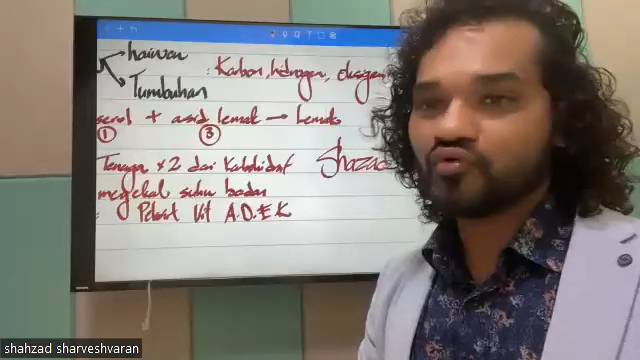 haiwan
Tumbuhan
: Karbon, hidrogen, oksigen
serol + asid lemak → Lemak
1 3
Tenaga x2 dari Kabohidrat
mengekal suhu badan
: Pelarut Vit A.D.E.K
Shazad
shahzad sharveshvaran